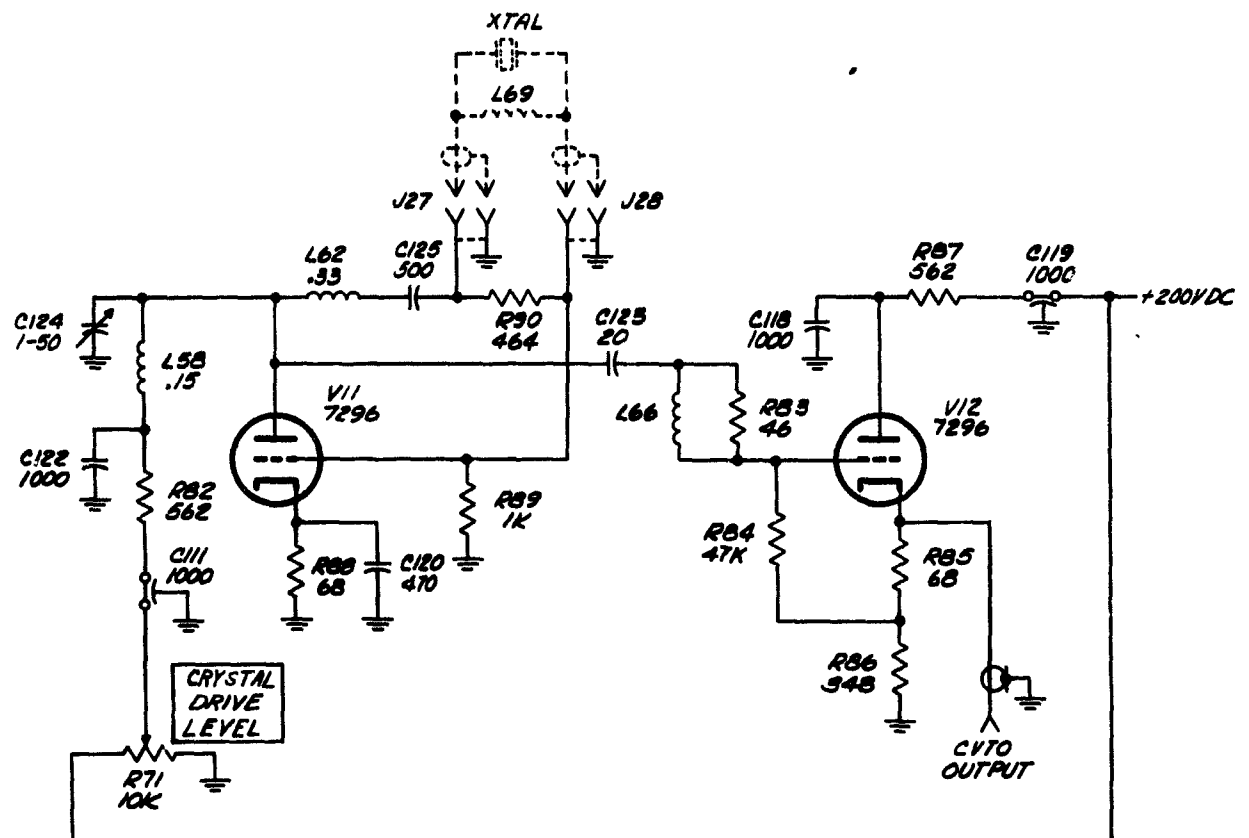 XTAL
L69
J27
J28
L62
.33
C125
500
R87
562
C119
1000
C124
1-50
R90
464
C123
20
C118
1000
+200VDC
L58
.15
V11
7296
L66
R83
46
V12
7296
C122
1000
R82
562
R89
1K
R84
47K
C111
1000
R88
68
C120
470
R85
68
R86
348
CRYSTAL
DRIVE
LEVEL
R71
10K
CVTO
OUTPUT